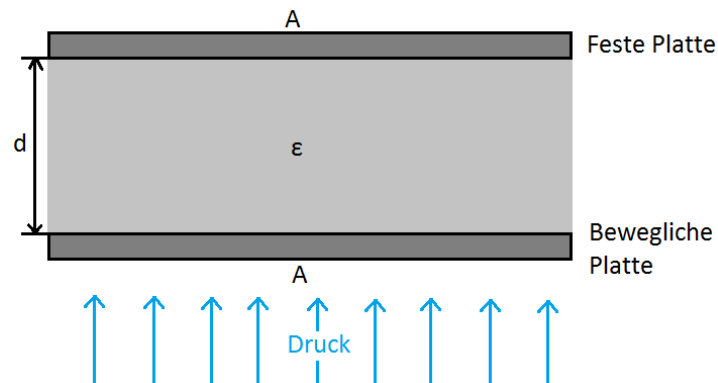 A
Feste Platte
d
ε
Bewegliche
Platte
A
Druck